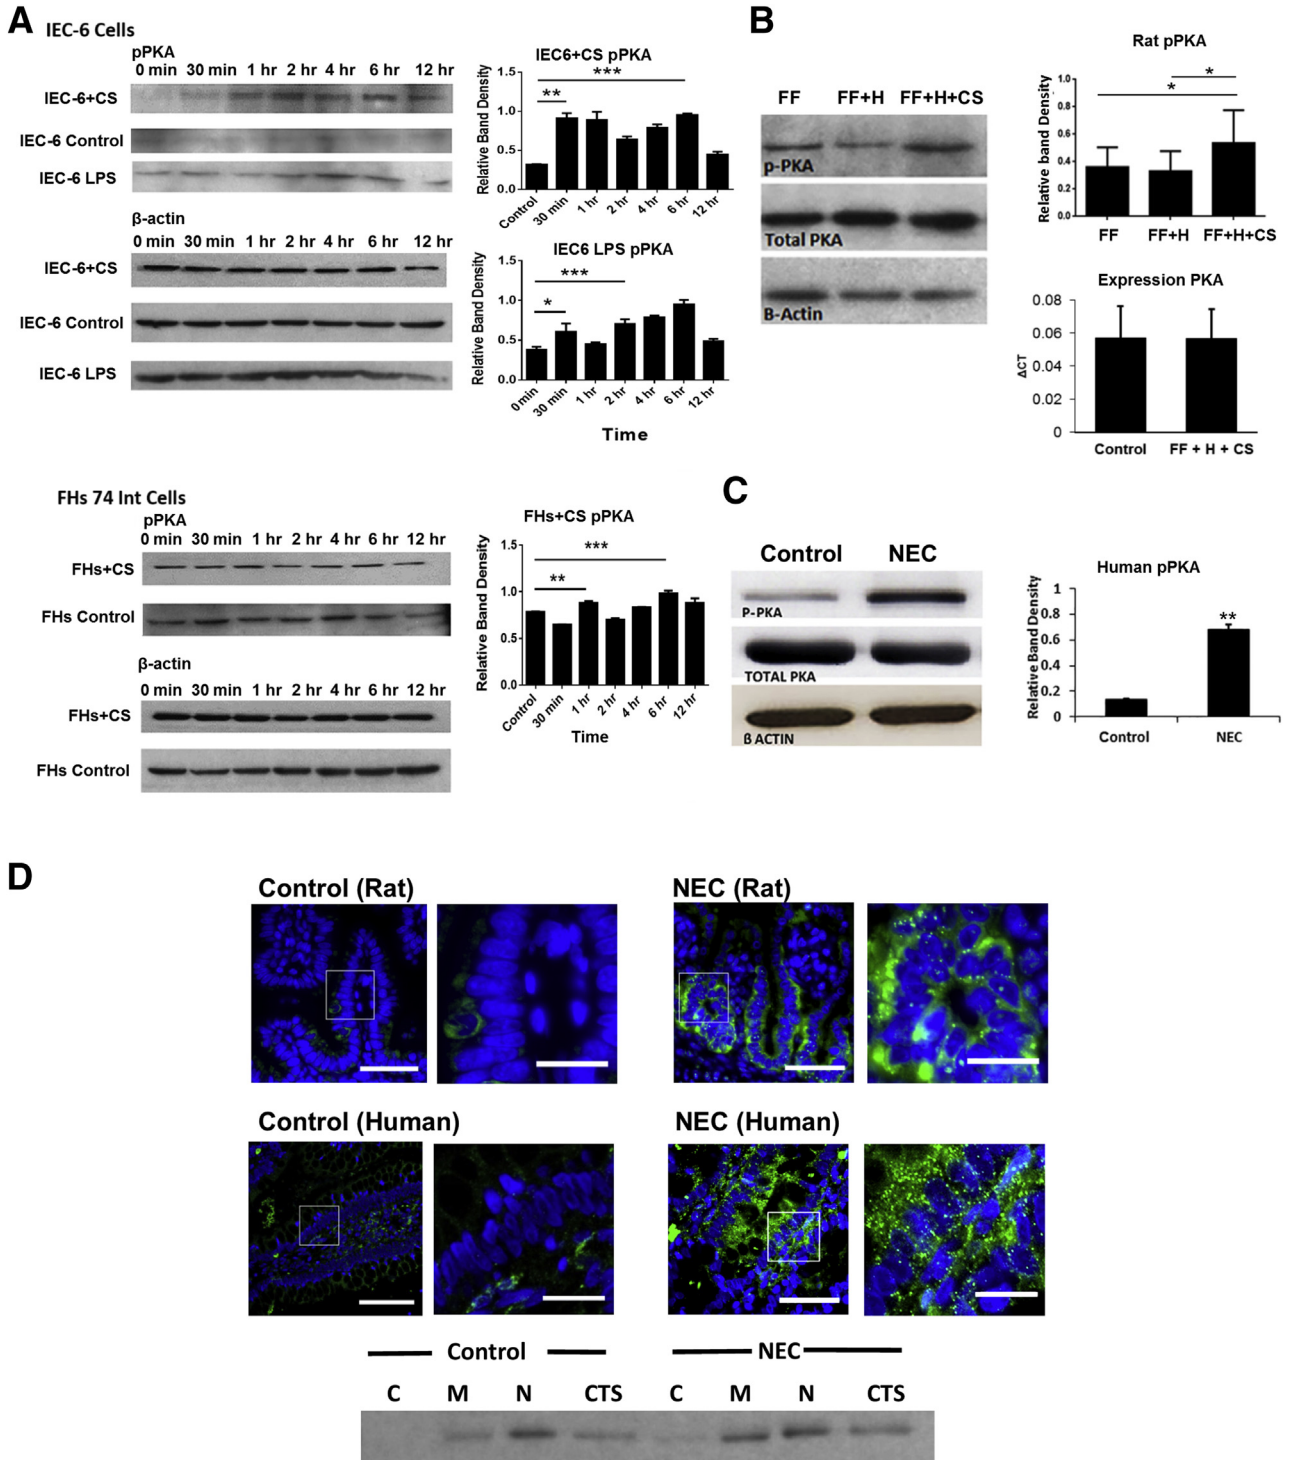 A
IEC-6 Cells
pPKA
0 min 30 min 1 hr 2 hr 4 hr 6 hr 12 hr
IEC-6+CS
IEC-6 Control
IEC-6 LPS
β-actin
0 min 30 min 1 hr 2 hr 4 hr 6 hr 12 hr
IEC-6+CS
IEC-6 Control
IEC-6 LPS
IEC6+CS pPKA
Relative Band Density
1.5
1.0
0.5
0.0
***
**
Control 30 min 1 hr 2 hr 4 hr 6 hr 12 hr
IEC6 LPS pPKA
Relative Band Density
1.5
1.0
0.5
0.0
***
*
0 min 30 min 1 hr 2 hr 4 hr 6 hr 12 hr
Time
FHs 74 Int Cells
pPKA
0 min 30 min 1 hr 2 hr 4 hr 6 hr 12 hr
FHs+CS
FHs Control
β-actin
0 min 30 min 1 hr 2 hr 4 hr 6 hr 12 hr
FHs+CS
FHs Control
FHs+CS pPKA
Relative Band Density
1.5
1.0
0.5
0.0
***
**
Control 30 min 1 hr 2 hr 4 hr 6 hr 12 hr
Time
B
FF FF+H FF+H+CS
p-PKA
Total PKA
B-Actin
Rat pPKA
Relative band Density
1.0
0.8
0.6
0.4
0.2
0.0
*
*
FF FF+H FF+H+CS
Expression PKA
ΔCT
0.08
0.06
0.04
0.02
0
Control FF + H + CS
C
Control NEC
P-PKA
TOTAL PKA
ß ACTIN
Human pPKA
Relative Band Density
1
0.8
0.6
0.4
0.2
0
**
Control NEC
D
Control (Rat)
NEC (Rat)
Control (Human)
NEC (Human)
Control NEC
C M N CTS C M N CTS